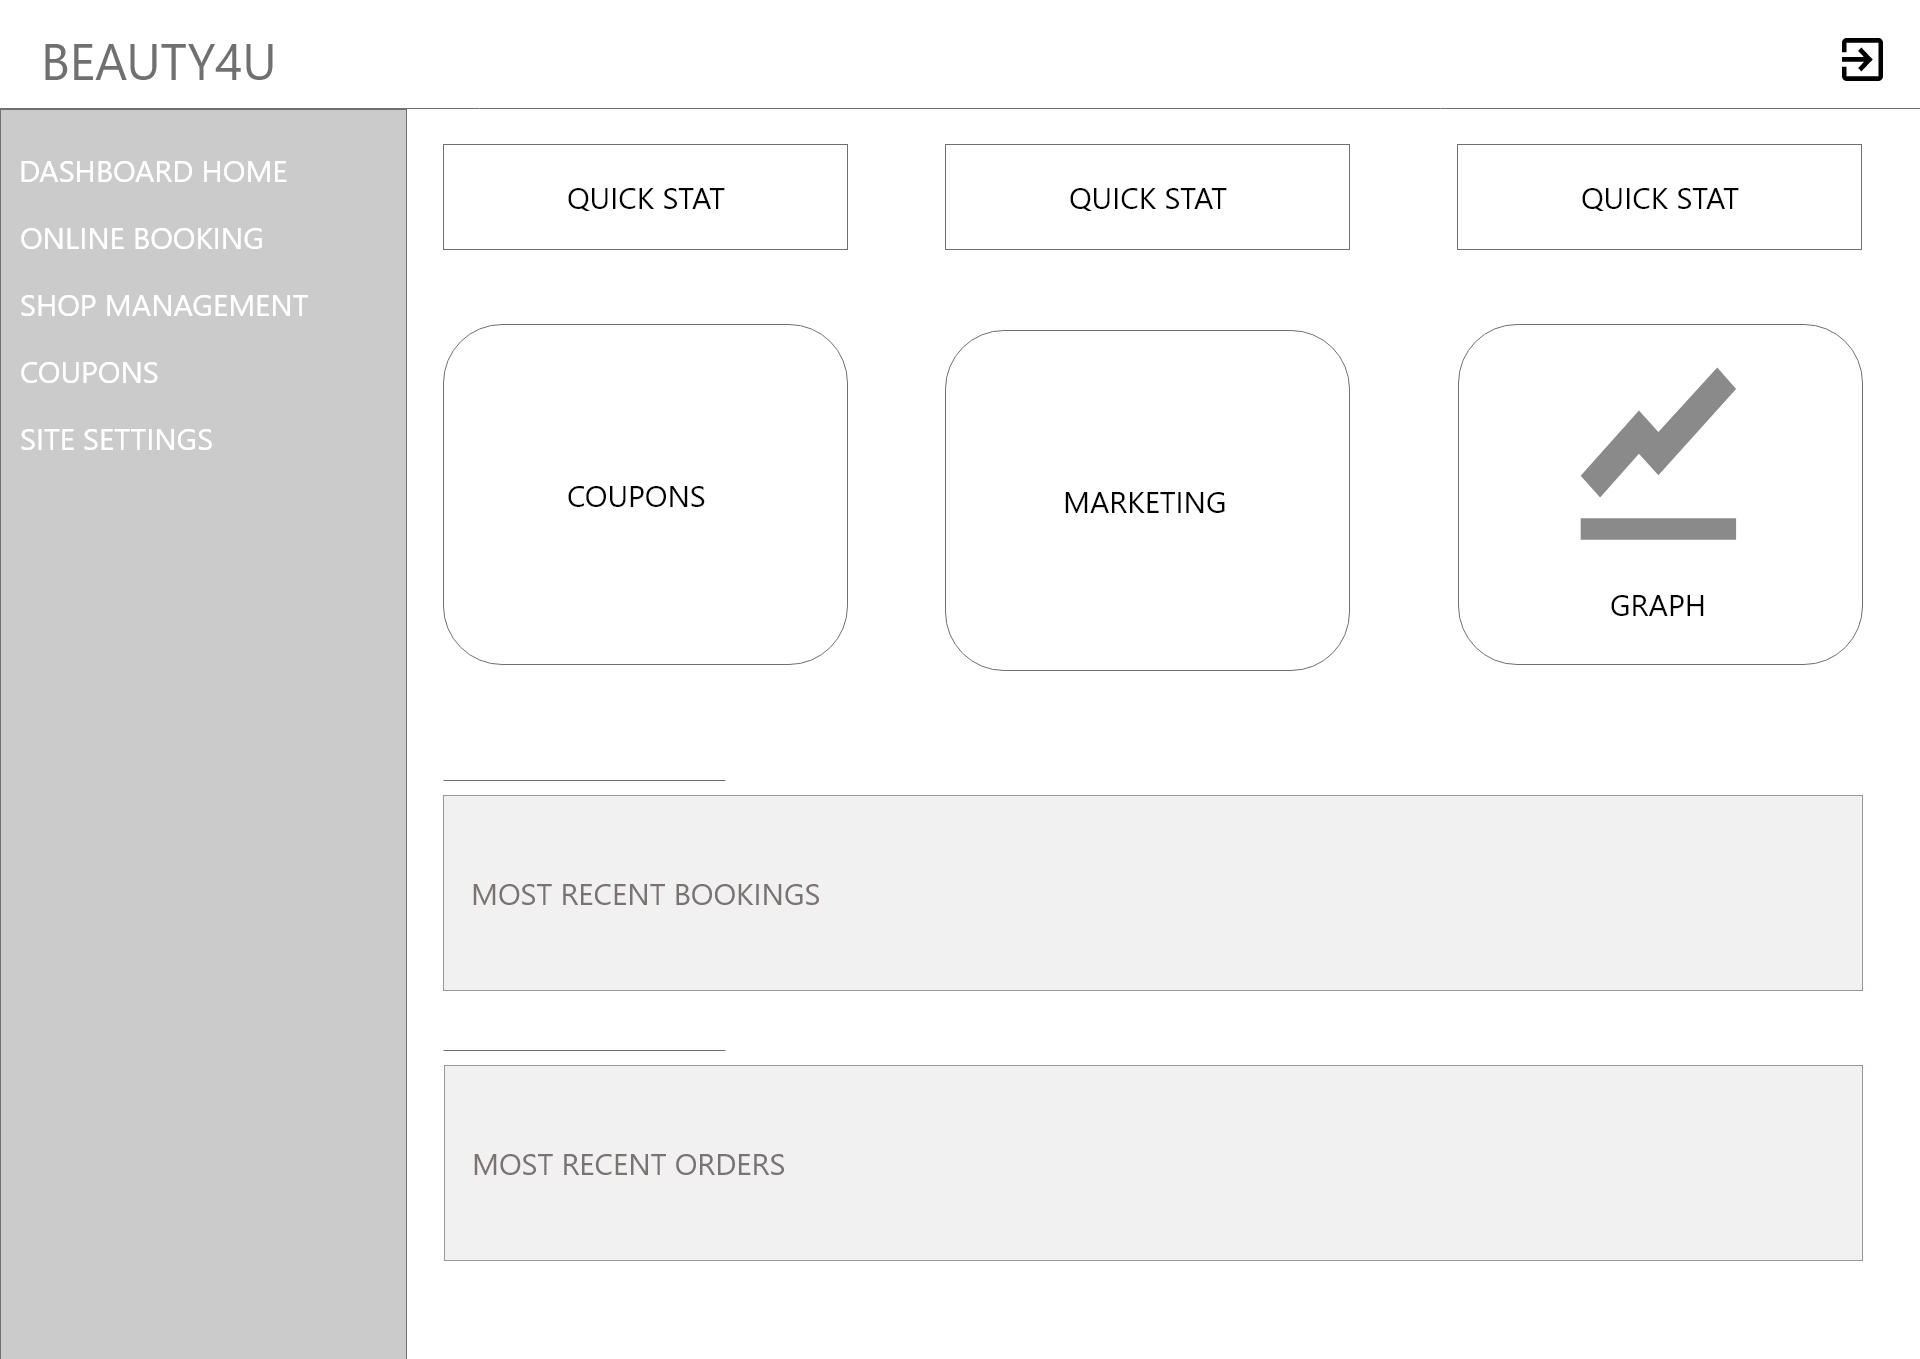 BEAUTY4U
DASHBOARD HOME
ONLINE BOOKING
SHOP MANAGEMENT
COUPONS
SITE SETTINGS
QUICK STAT
QUICK STAT
QUICK STAT
COUPONS
MARKETING
GRAPH
MOST RECENT BOOKINGS
MOST RECENT ORDERS